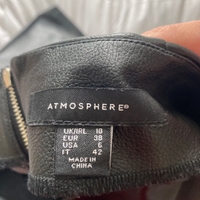 ATMOSPHERE®
UK/IRL 10
EUR 38
USA 6
IT 42
MADE IN
CHINA